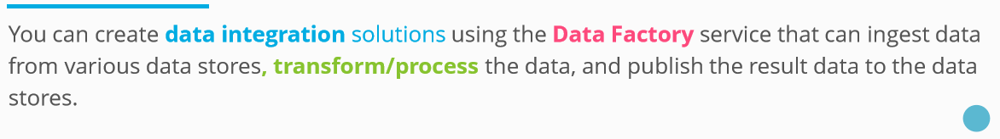 You can create data integration solutions using the Data Factory service that can ingest data
from various data stores, transform/process the data, and publish the result data to the data
stores.